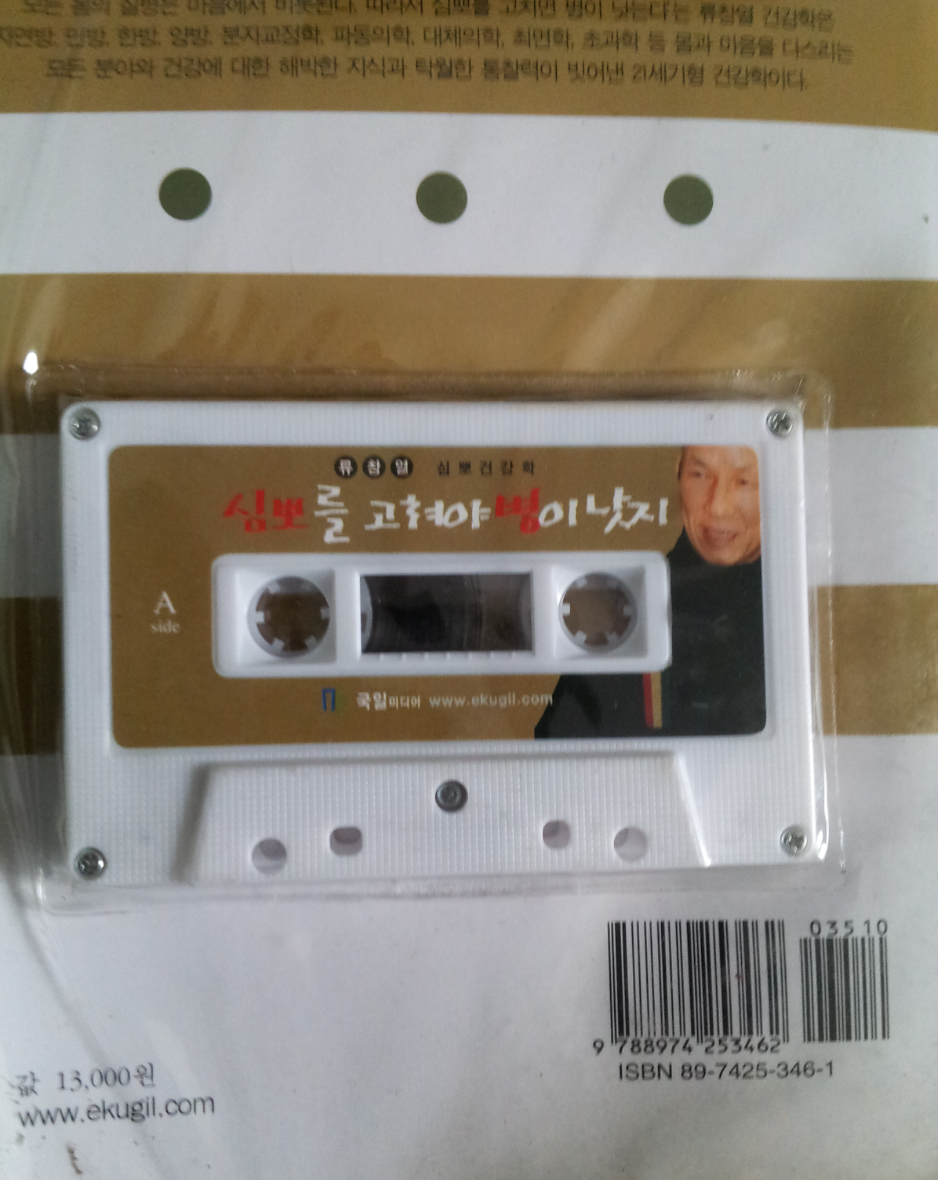 모든 몸의 질병은 마음에서 비롯된다. 따라서 심뽀를 고치면 병이 낫는다'는 류창열 건강학은
자연방, 민방, 한방, 양방, 분자교정학, 파동의학, 대체의학, 최면학, 초과학 등 몸과 마음을 다스리는
모든 분야와 건강에 대한 해박한 지식과 탁월한 통찰력이 빚어낸 21세기형 건강학이다.
류창열 심뽀건강학
심뽀를 고쳐야 병이 낫지
A
side
국일미디어 www.ekugil.com
03510
9 788974 253462
ISBN 89-7425-346-1
값 13,000원
www.ekugil.com